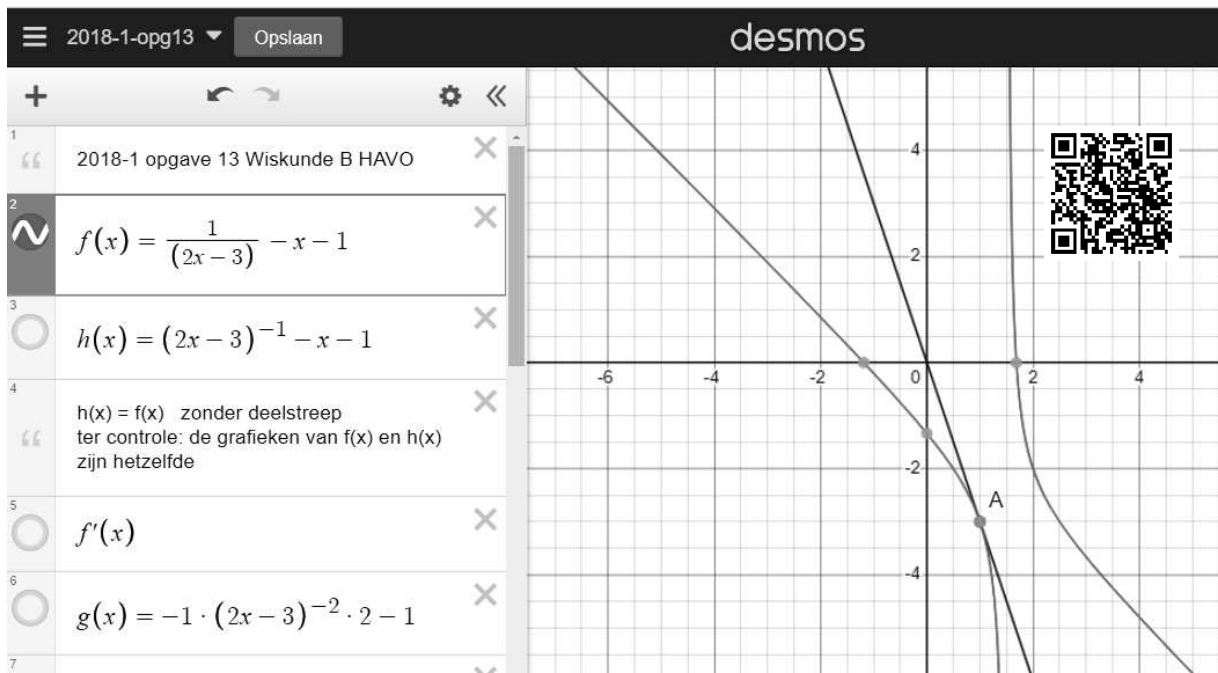 2018-1-opg13 Opslaan desmos
1
2018-1 opgave 13 Wiskunde B HAVO
2
f(x) = 1/(2x − 3) − x − 1
3
h(x) = (2x − 3)^−1 − x − 1
4
h(x) = f(x) zonder deelstreep
ter controle: de grafieken van f(x) en h(x)
zijn hetzelfde
5
f′(x)
6
g(x) = −1 · (2x − 3)^−2 · 2 − 1
7
4
2
-6 -4 -2 0 2 4
-2
A
-4